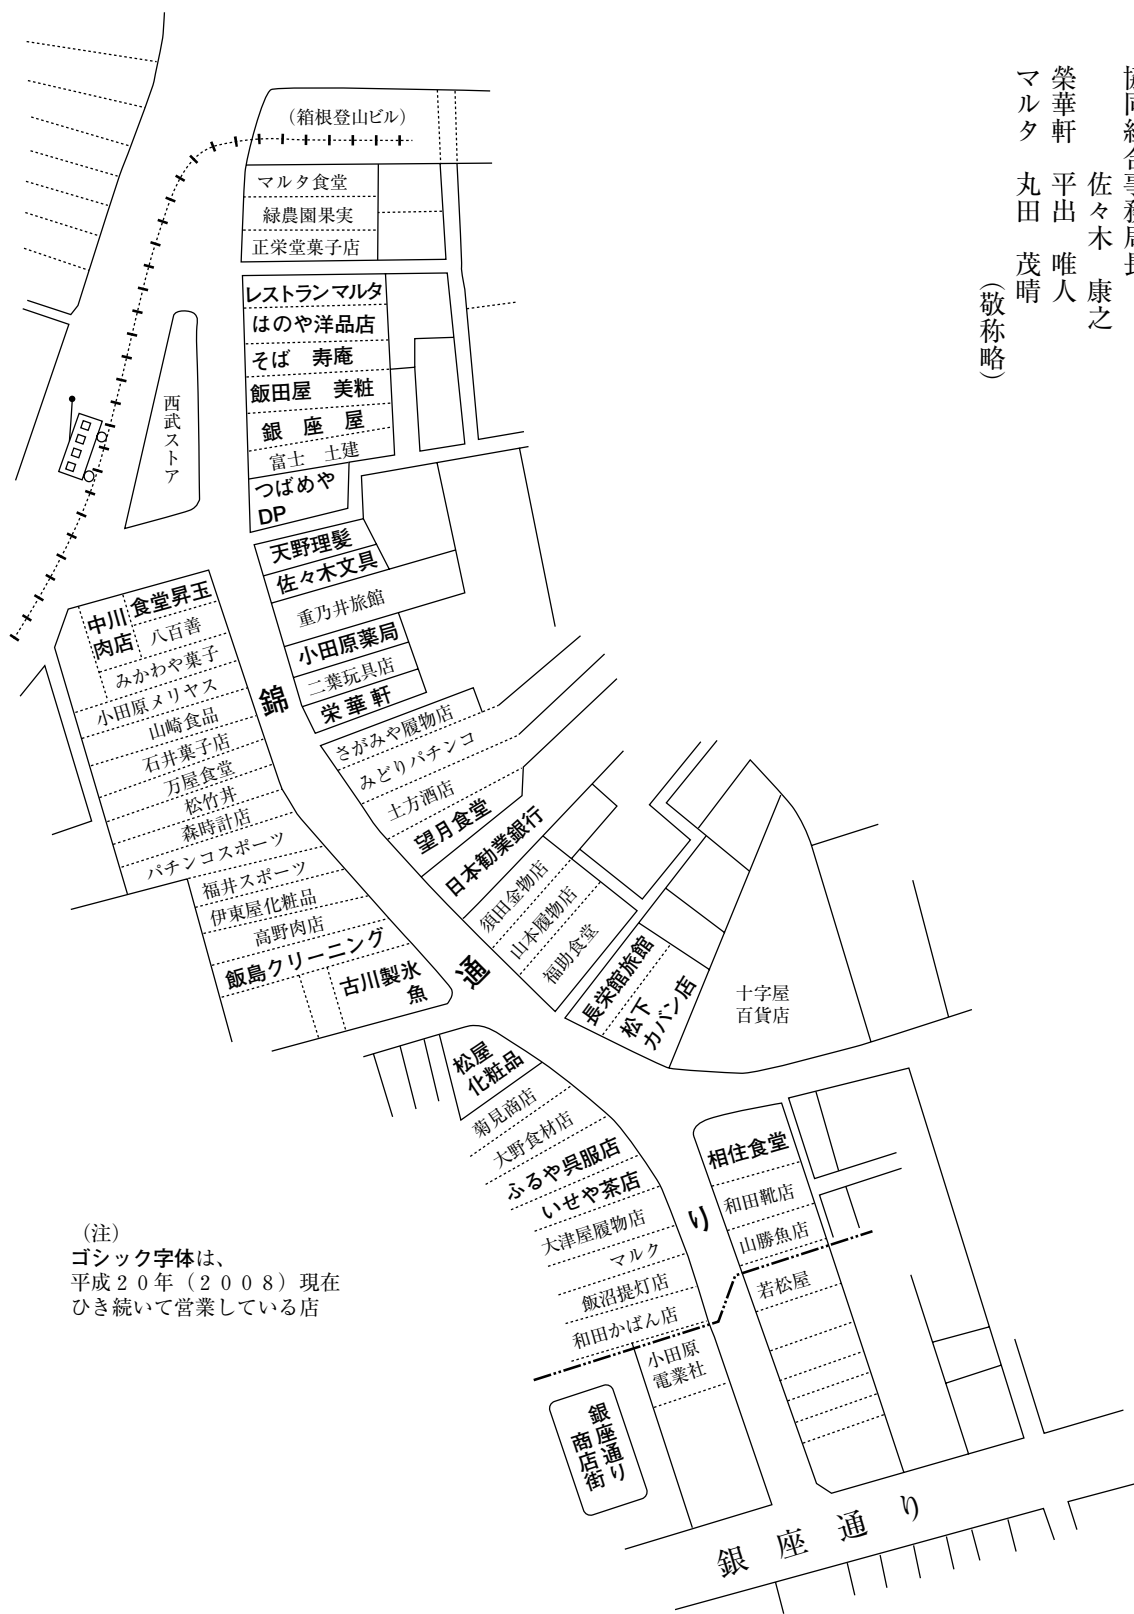 協同組合事務局長
佐々木 康之
榮華軒 平出 唯人
マルタ 丸田 茂晴
(敬称略)
（箱根登山ビル）
マルタ食堂
緑農園果実
正栄堂菓子店
レストランマルタ
はのや洋品店
そば 寿庵
飯田屋 美粧
銀座屋
富士 土建
つばめや
DP
西武ストア
天野理髪
佐々木文具
重乃井旅館
小田原薬局
二葉玩具店
栄華軒
中川
肉店
食堂昇玉
八百善
みかわや菓子
小田原メリヤス
山崎食品
石井菓子店
万屋食堂
松竹丼
森時計店
パチンコスポーツ
福井スポーツ
伊東屋化粧品
高野肉店
飯島クリーニング
古川製氷
魚
錦
通
り
さがみや履物店
みどりパチンコ
土方酒店
望月食堂
日本勧業銀行
須田金物店
山本履物店
福助食堂
長栄館旅館
松下
カバン店
十字屋
百貨店
松屋
化粧品
菊見商店
大野食材店
ふるや呉服店
いせや茶店
大津屋履物店
マルク
飯沼提灯店
和田かばん店
小田原
電業社
相住食堂
和田靴店
山勝魚店
若松屋
銀座通り
商店街
銀座通り
（注）
ゴシック字体は、
平成２０年（２００８）現在
ひき続いて営業している店